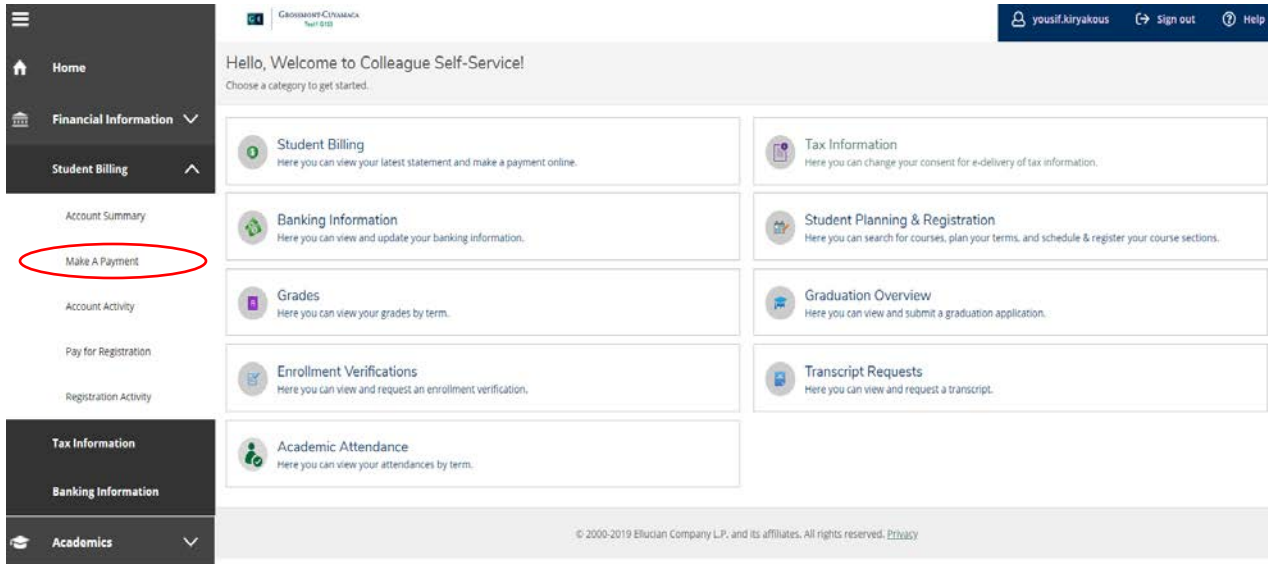 GROSSMONT-CUYAMACA
yousif.kiryakous
Sign out
Help
Home
Financial Information
Student Billing
Account Summary
Make A Payment
Account Activity
Pay for Registration
Registration Activity
Tax Information
Banking Information
Academics
Hello, Welcome to Colleague Self-Service!
Choose a category to get started.
Student Billing
Here you can view your latest statement and make a payment online.
Tax Information
Here you can change your consent for e-delivery of tax information.
Banking Information
Here you can view and update your banking information.
Student Planning & Registration
Here you can search for courses, plan your terms, and schedule & register your course sections.
Grades
Here you can view your grades by term.
Graduation Overview
Here you can view and submit a graduation application.
Enrollment Verifications
Here you can view and request an enrollment verification.
Transcript Requests
Here you can view and request a transcript.
Academic Attendance
Here you can view your attendances by term.
© 2000-2019 Ellucian Company L.P. and its affiliates. All rights reserved. Privacy